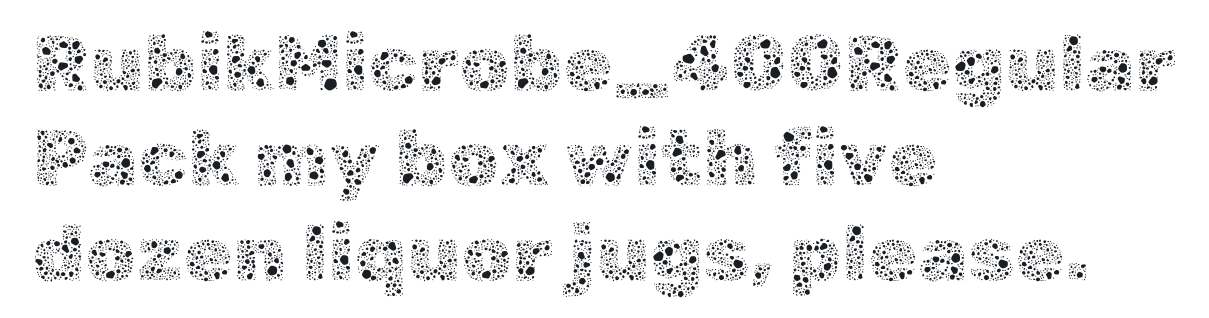 RubikMicrobe_400Regular
Pack my box with five
dozen liquor jugs, please.